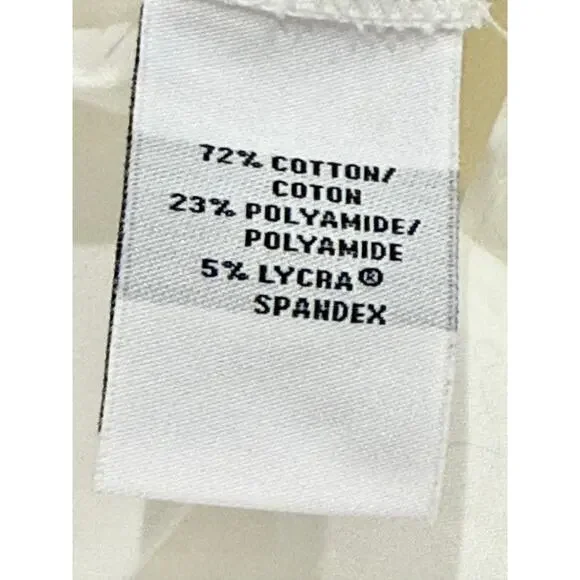 72% COTTON/
COTON
23% POLYAMIDE/
POLYAMIDE
5% LYCRA®
SPANDEX